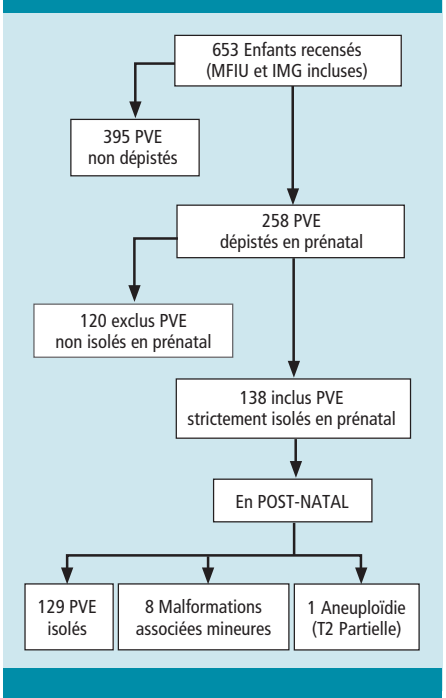 653 Enfants recensés
(MFIU et IMG incluses)
395 PVE
non dépistés
258 PVE
dépistés en prénatal
120 exclus PVE
non isolés en prénatal
138 inclus PVE
strictement isolés en prénatal
En POST-NATAL
129 PVE
isolés
8 Malformations
associées mineures
1 Aneuploïdie
(T2 Partielle)